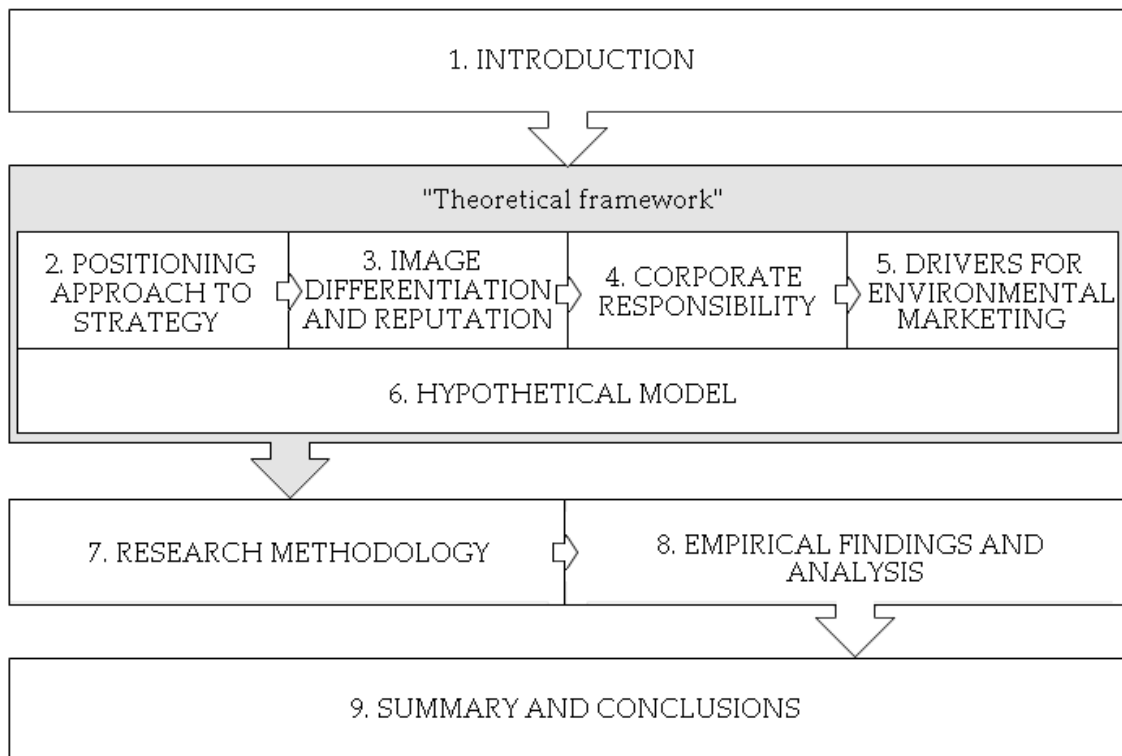 1. INTRODUCTION
"Theoretical framework"
2. POSITIONING
APPROACH TO
STRATEGY
3. IMAGE
DIFFERENTIATION
AND REPUTATION
4. CORPORATE
RESPONSIBILITY
5. DRIVERS FOR
ENVIRONMENTAL
MARKETING
6. HYPOTHETICAL MODEL
7. RESEARCH METHODOLOGY
8. EMPIRICAL FINDINGS AND
ANALYSIS
9. SUMMARY AND CONCLUSIONS